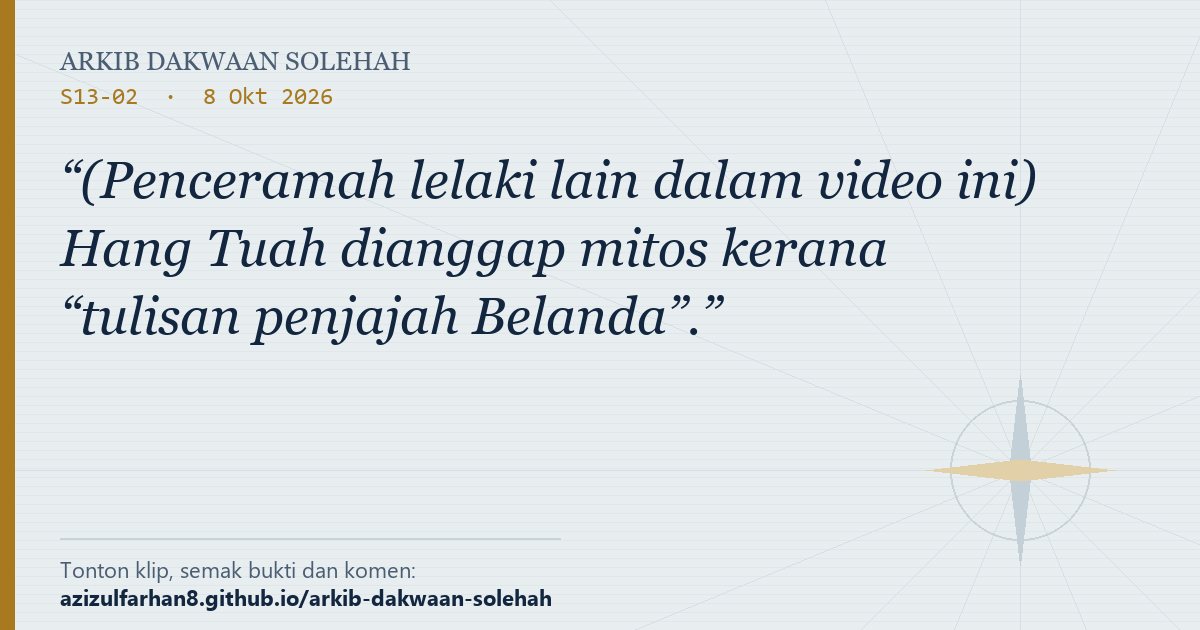 ARKIB DAKWAAN SOLEHAH
S13-02 · 8 Okt 2026
“(Penceramah lelaki lain dalam video ini)
Hang Tuah dianggap mitos kerana
“tulisan penjajah Belanda”.”
Tonton klip, semak bukti dan komen:
azizulfarhan8.github.io/arkib-dakwaan-solehah